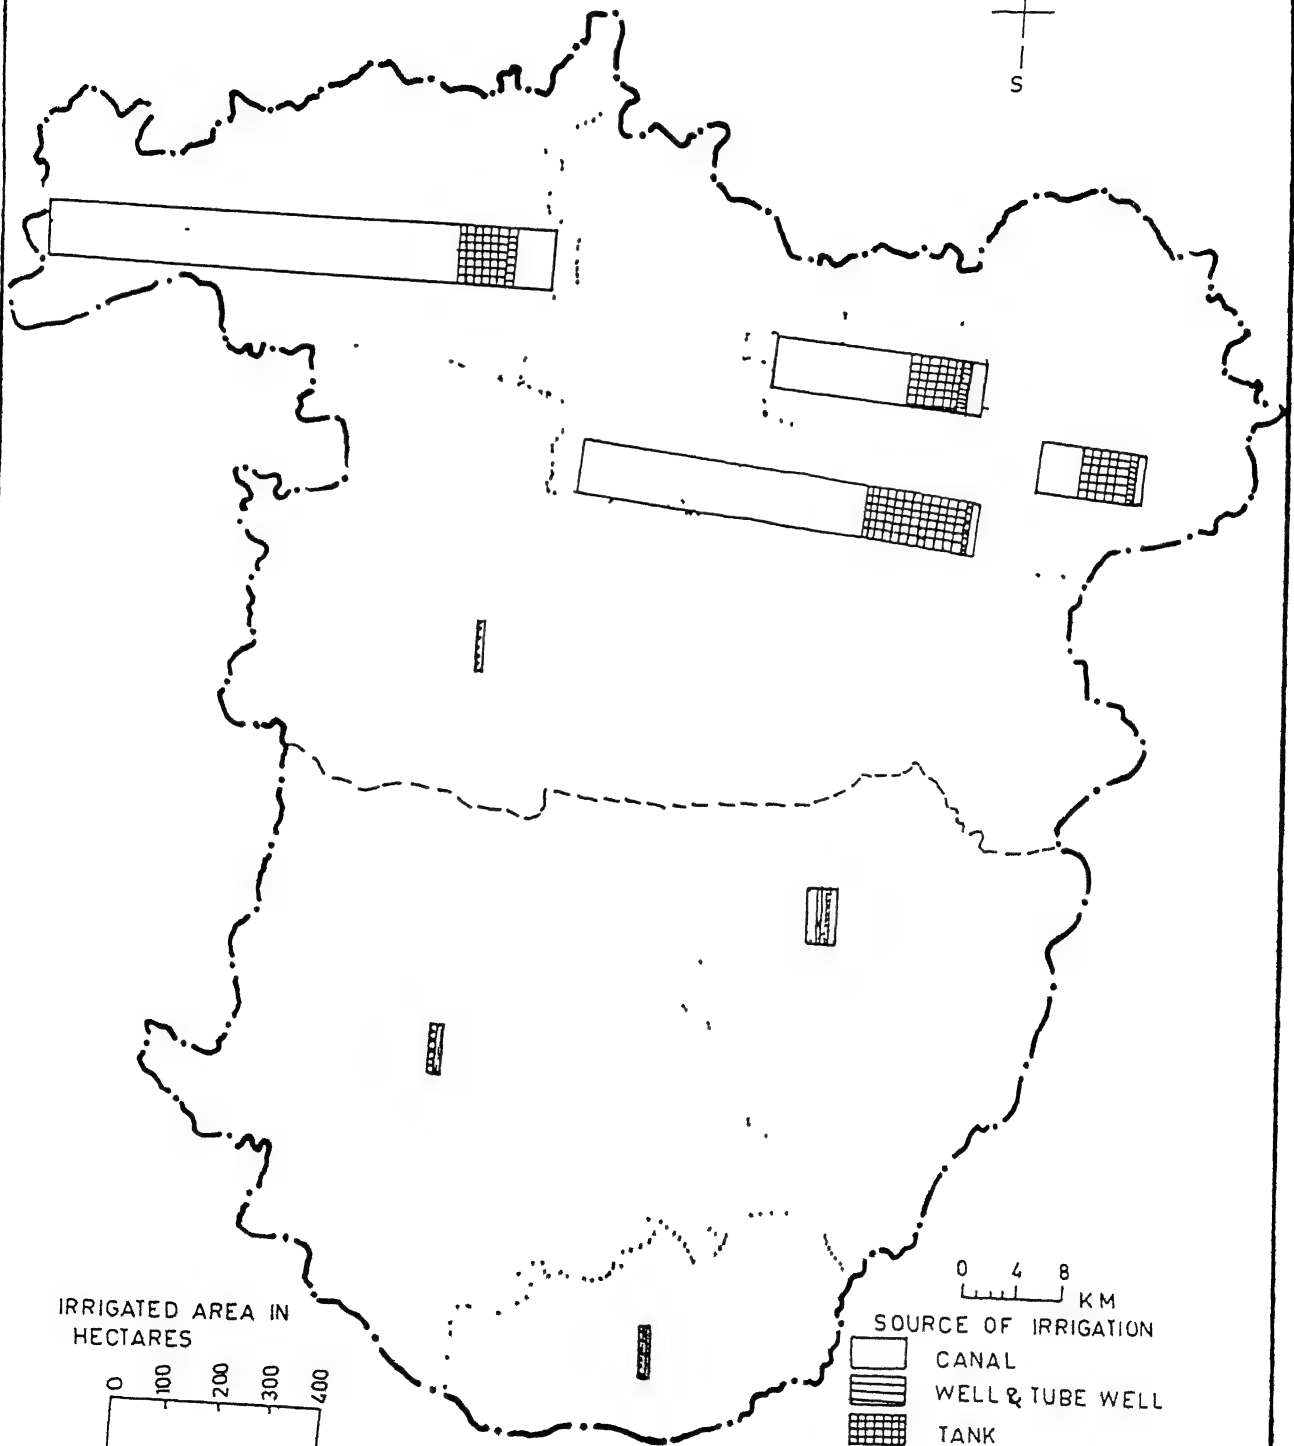 S
IRRIGATED AREA IN
HECTARES
0 100 200 300 400
0 4 8
KM
SOURCE OF IRRIGATION
CANAL
WELL & TUBE WELL
TANK